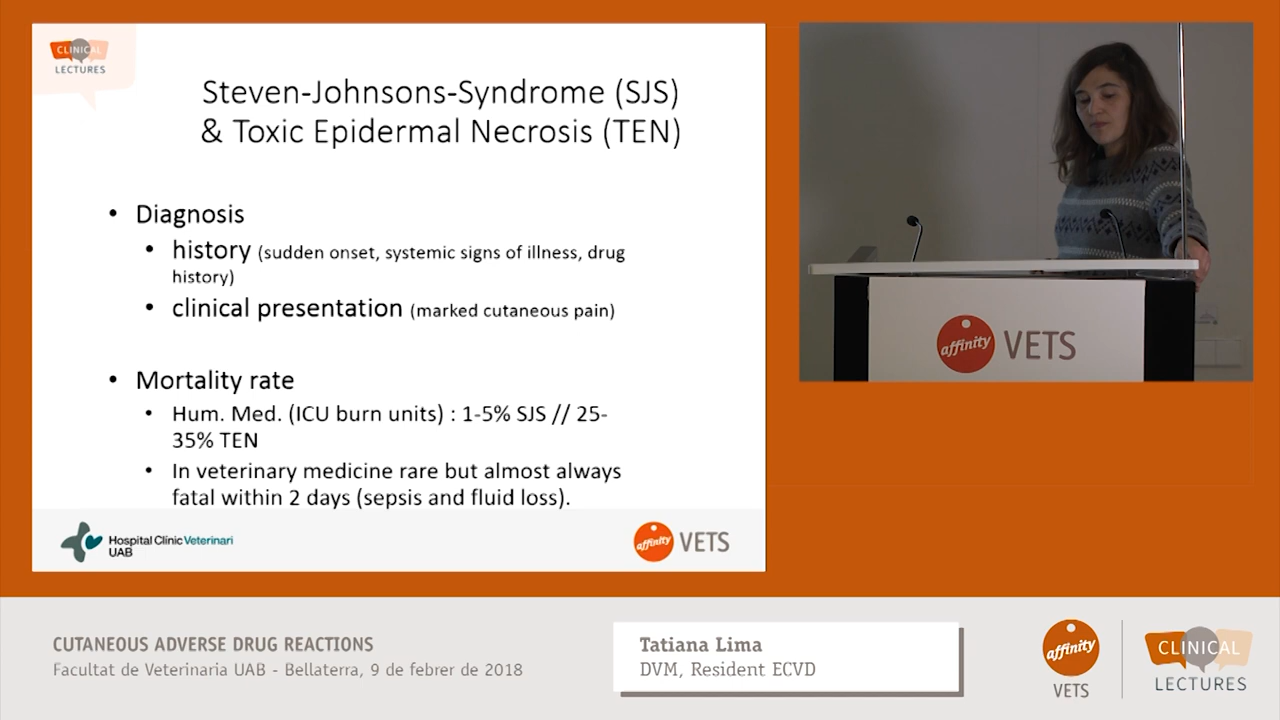 CLINICAL
LECTURES
Steven-Johnsons-Syndrome (SJS)
& Toxic Epidermal Necrosis (TEN)
• Diagnosis
• history (sudden onset, systemic signs of illness, drug
history)
• clinical presentation (marked cutaneous pain)
• Mortality rate
• Hum. Med. (ICU burn units) : 1-5% SJS // 25-
35% TEN
• In veterinary medicine rare but almost always
fatal within 2 days (sepsis and fluid loss).
Hospital Clínic Veterinari
UAB
affinity VETS
affinity VETS
CUTANEOUS ADVERSE DRUG REACTIONS
Facultat de Veterinaria UAB - Bellaterra, 9 de febrer de 2018
Tatiana Lima
DVM, Resident ECVD
affinity
VETS
CLINICAL
LECTURES